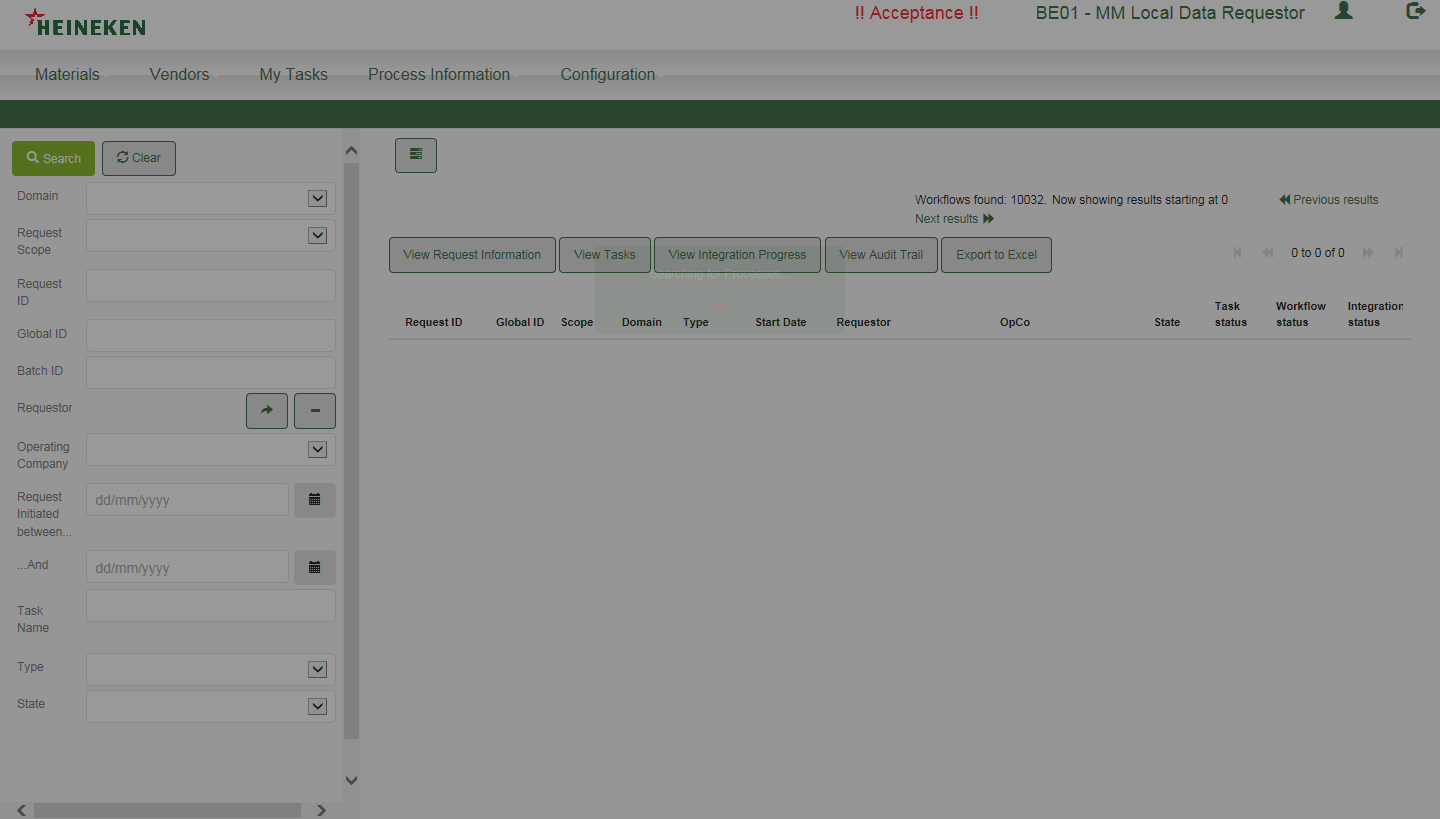 HEINEKEN
!! Acceptance !!
BE01 - MM Local Data Requestor
Materials
Vendors
My Tasks
Process Information
Configuration
Search
Clear
Domain
Request
Scope
Request
ID
Global ID
Batch ID
Requestor
Operating
Company
Request
Initiated
between...
dd/mm/yyyy
...And
dd/mm/yyyy
Task
Name
Type
State
Workflows found: 10032. Now showing results starting at 0
Previous results
Next results
View Request Information
View Tasks
View Integration Progress
View Audit Trail
Export to Excel
0 to 0 of 0
Searching for Processes...
Request ID
Global ID
Scope
Domain
Type
Start Date
Requestor
OpCo
State
Task
status
Workflow
status
Integration
status